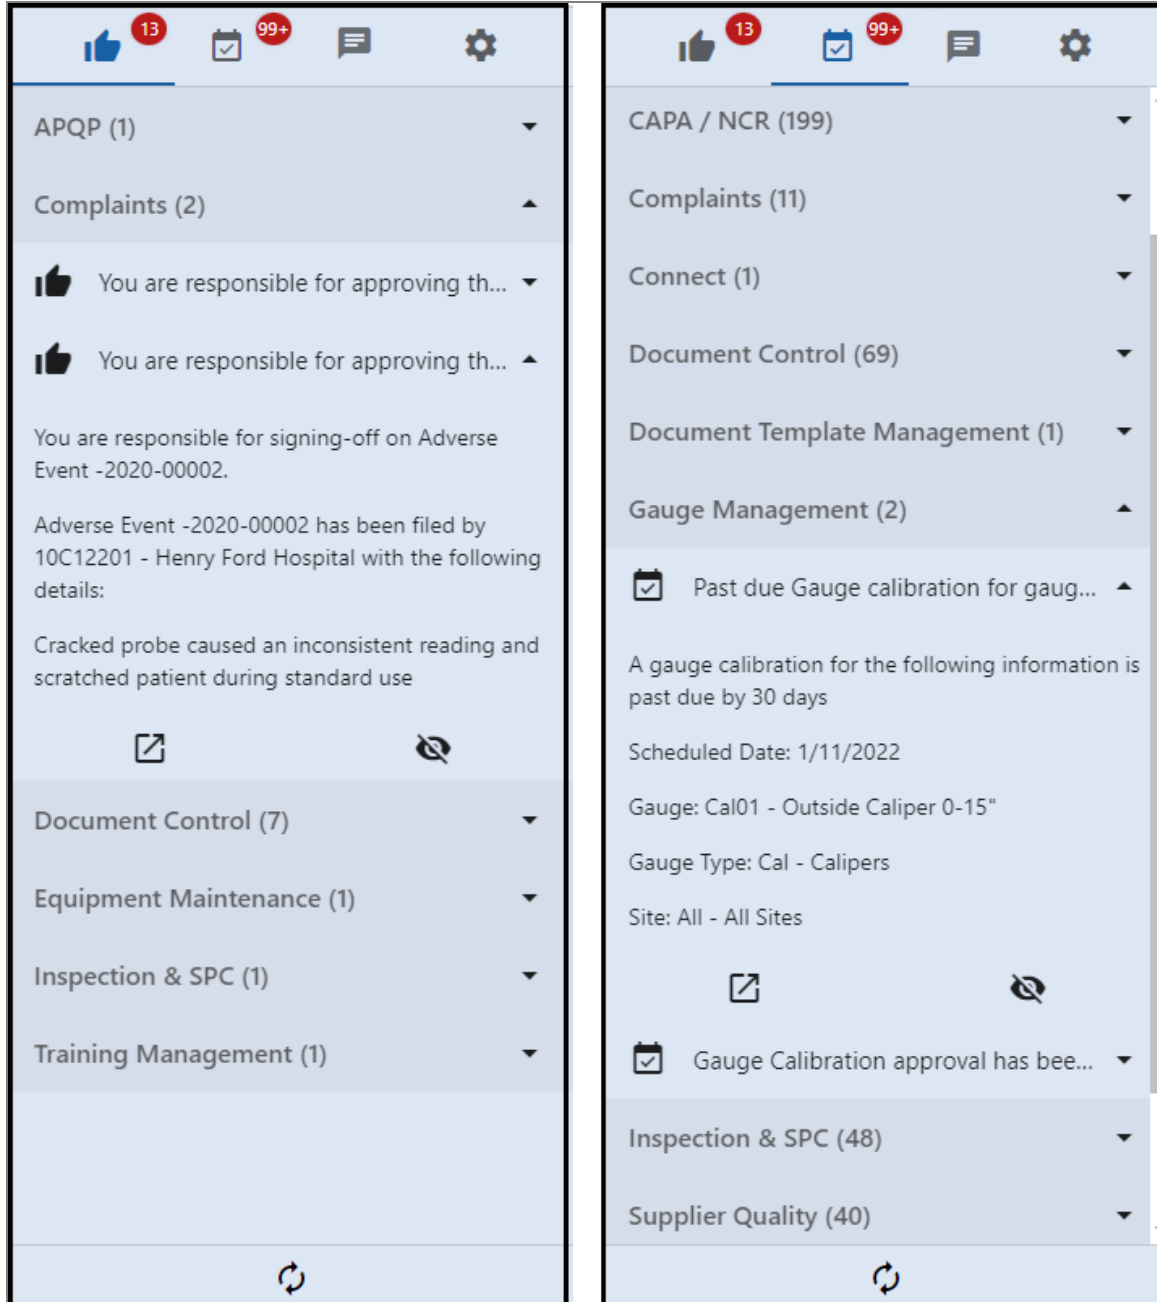 13
99+
APQP (1)
Complaints (2)
You are responsible for approving th...
You are responsible for approving th...
You are responsible for signing-off on Adverse
Event -2020-00002.
Adverse Event -2020-00002 has been filed by
10C12201 - Henry Ford Hospital with the following
details:
Cracked probe caused an inconsistent reading and
scratched patient during standard use
Document Control (7)
Equipment Maintenance (1)
Inspection & SPC (1)
Training Management (1)
13
99+
CAPA / NCR (199)
Complaints (11)
Connect (1)
Document Control (69)
Document Template Management (1)
Gauge Management (2)
Past due Gauge calibration for gaug...
A gauge calibration for the following information is
past due by 30 days
Scheduled Date: 1/11/2022
Gauge: Cal01 - Outside Caliper 0-15"
Gauge Type: Cal - Calipers
Site: All - All Sites
Gauge Calibration approval has bee...
Inspection & SPC (48)
Supplier Quality (40)